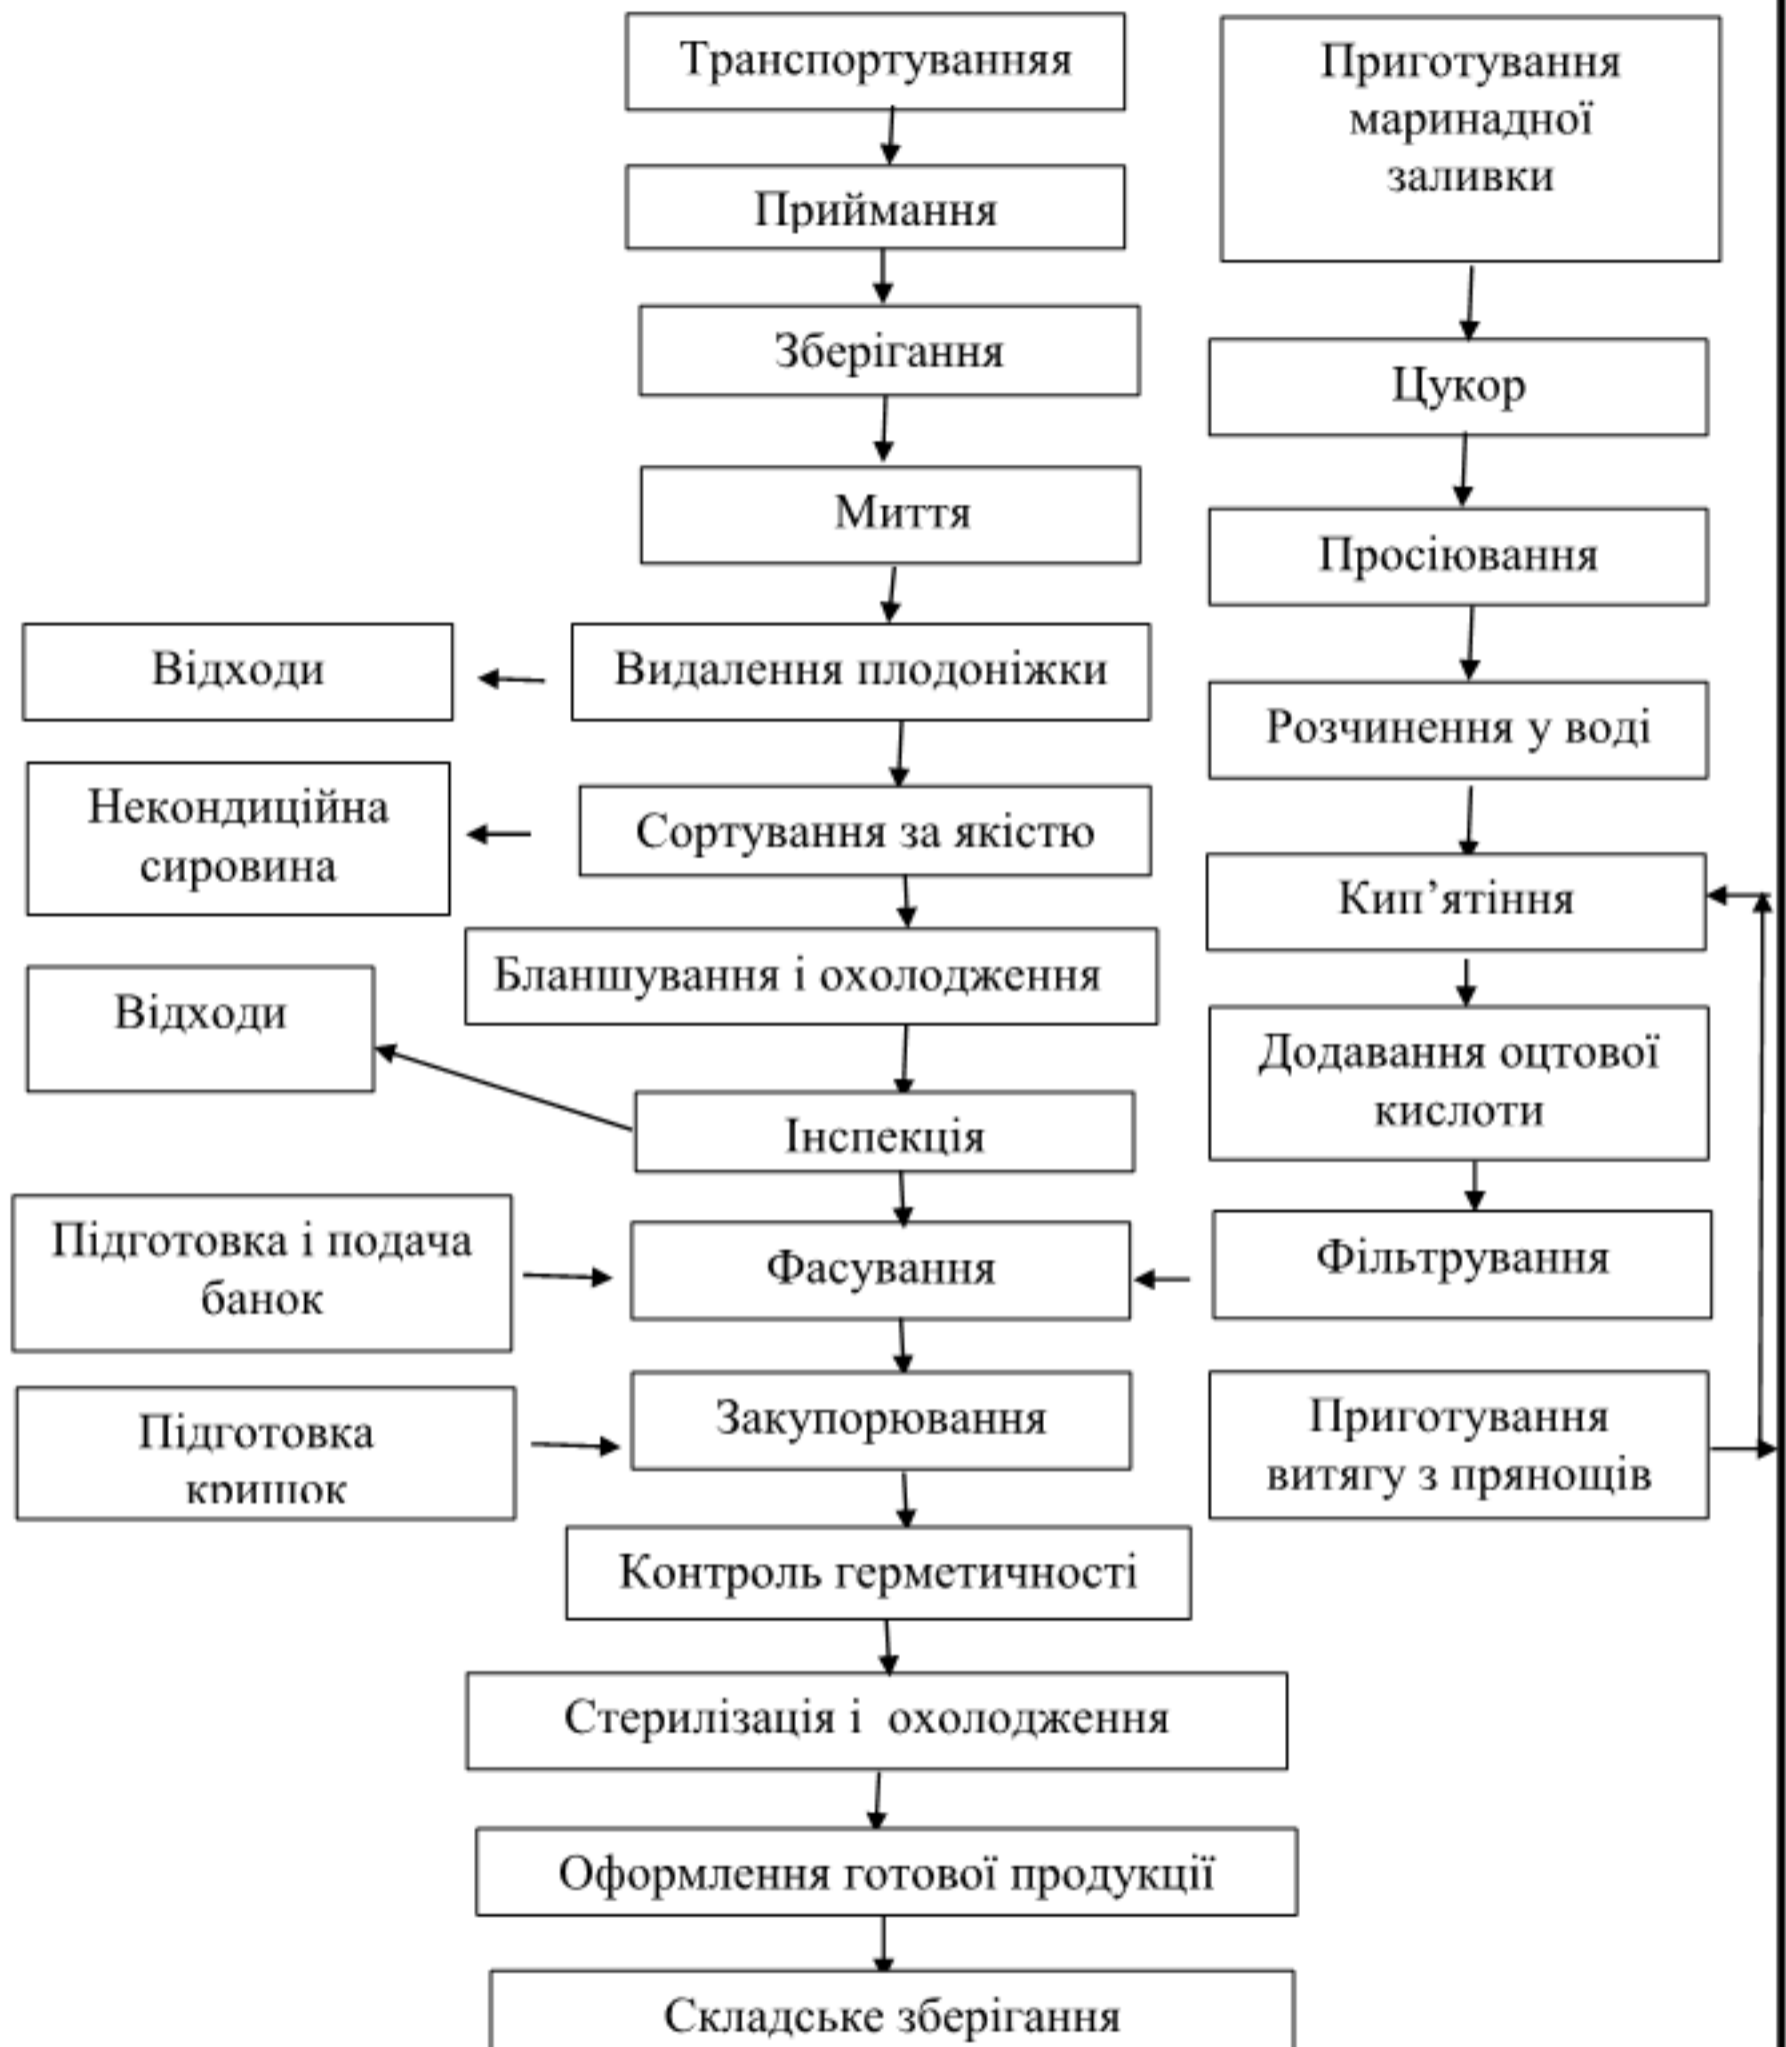 Транспортуванняя
Приготування
маринадної
заливки
Приймання
Зберігання
Цукор
Миття
Просіювання
Відходи
Видалення плодоніжки
Розчинення у воді
Некондиційна
сировина
Сортування за якістю
Кип’ятіння
Бланшування і охолодження
Відходи
Додавання оцтової
кислоти
Інспекція
Підготовка і подача
банок
Фасування
Фільтрування
Підготовка
кришок
Закупорювання
Приготування
витягу з прянощів
Контроль герметичності
Стерилізація і охолодження
Оформлення готової продукції
Складське зберігання